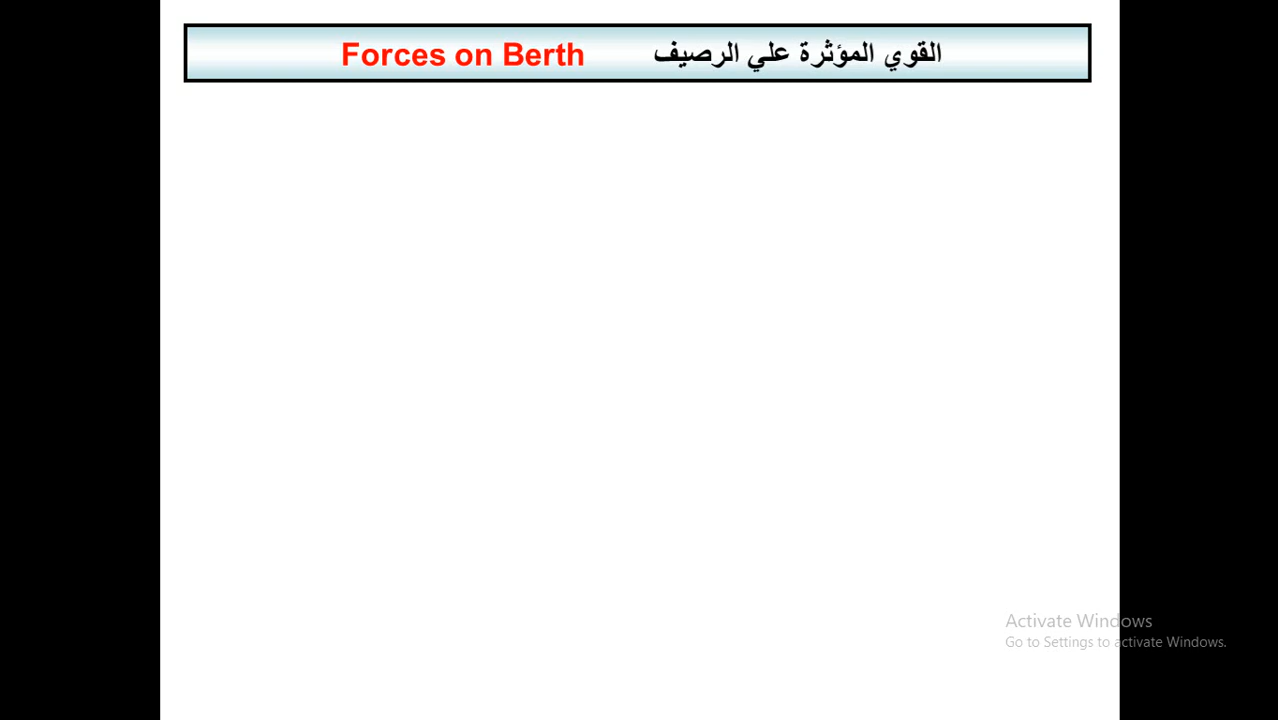 Forces on Berth القوي المؤثرة علي الرصيف
Activate Windows
Go to Settings to activate Windows.